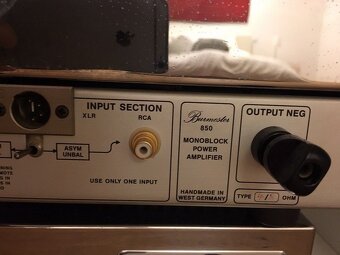 INPUT SECTION
XLR
RCA
ASYM
UNBAL
USE ONLY ONE INPUT
Burmester
850
MONOBLOCK
POWER
AMPLIFIER
HANDMADE IN
WEST GERMANY
OUTPUT NEG
TYPE
OHM